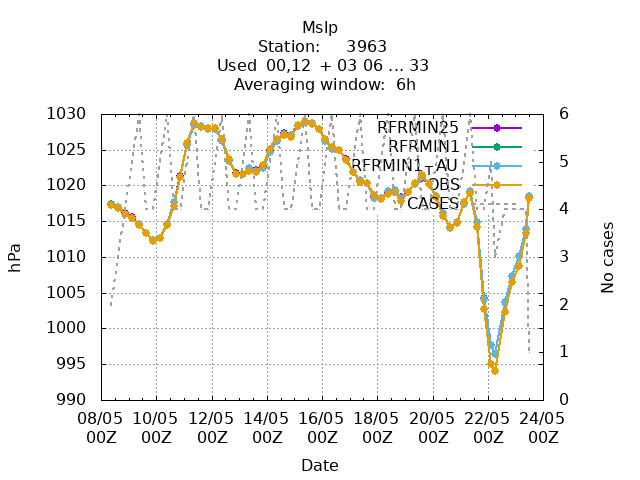 Mslp
Station: 3963
Used 00,12 + 03 06 ... 33
Averaging window: 6h
hPa
1030
1025
1020
1015
1010
1005
1000
995
990
RFRMIN25
RFRMIN1
RFRMIN1-AU
OBS
CASES
6
5
4
3
2
1
0
No cases
08/05 10/05 12/05 14/05 16/05 18/05 20/05 22/05 24/05
00Z 00Z 00Z 00Z 00Z 00Z 00Z 00Z 00Z
Date